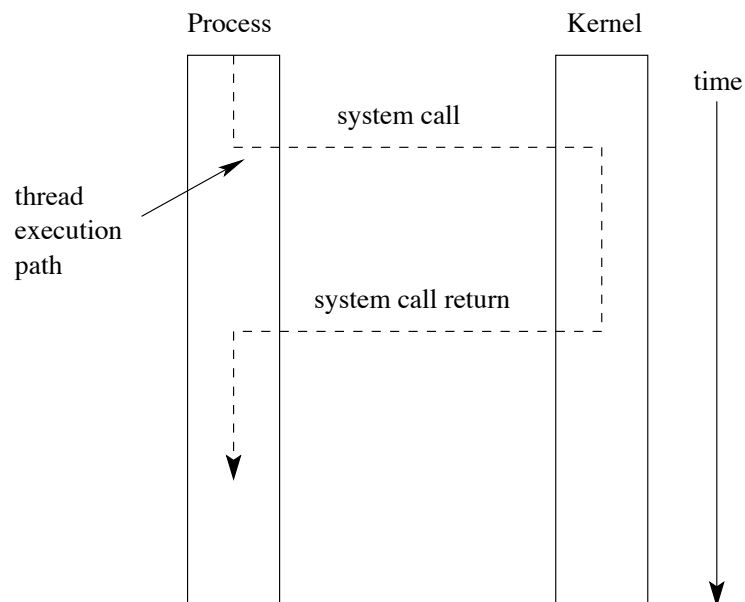 Process
Kernel
time
system call
thread
execution
path
system call return